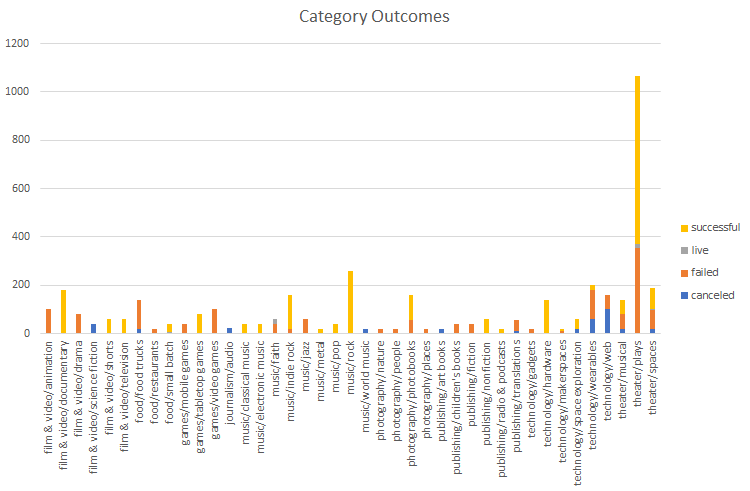 Category Outcomes
1200
1000
800
600
400
200
0
successful
live
failed
canceled
film & video/animation
film & video/documentary
film & video/drama
film & video/science fiction
film & video/shorts
film & video/television
food/food trucks
food/restaurants
food/small batch
games/mobile games
games/tabletop games
games/video games
journalism/audio
music/classical music
music/electronic music
music/faith
music/indie rock
music/jazz
music/metal
music/pop
music/rock
music/world music
photography/nature
photography/people
photography/photobooks
photography/places
publishing/art books
publishing/children's books
publishing/fiction
publishing/nonfiction
publishing/radio & podcasts
publishing/translations
technology/gadgets
technology/hardware
technology/makerspaces
technology/space exploration
technology/wearables
technology/web
theater/musical
theater/plays
theater/spaces